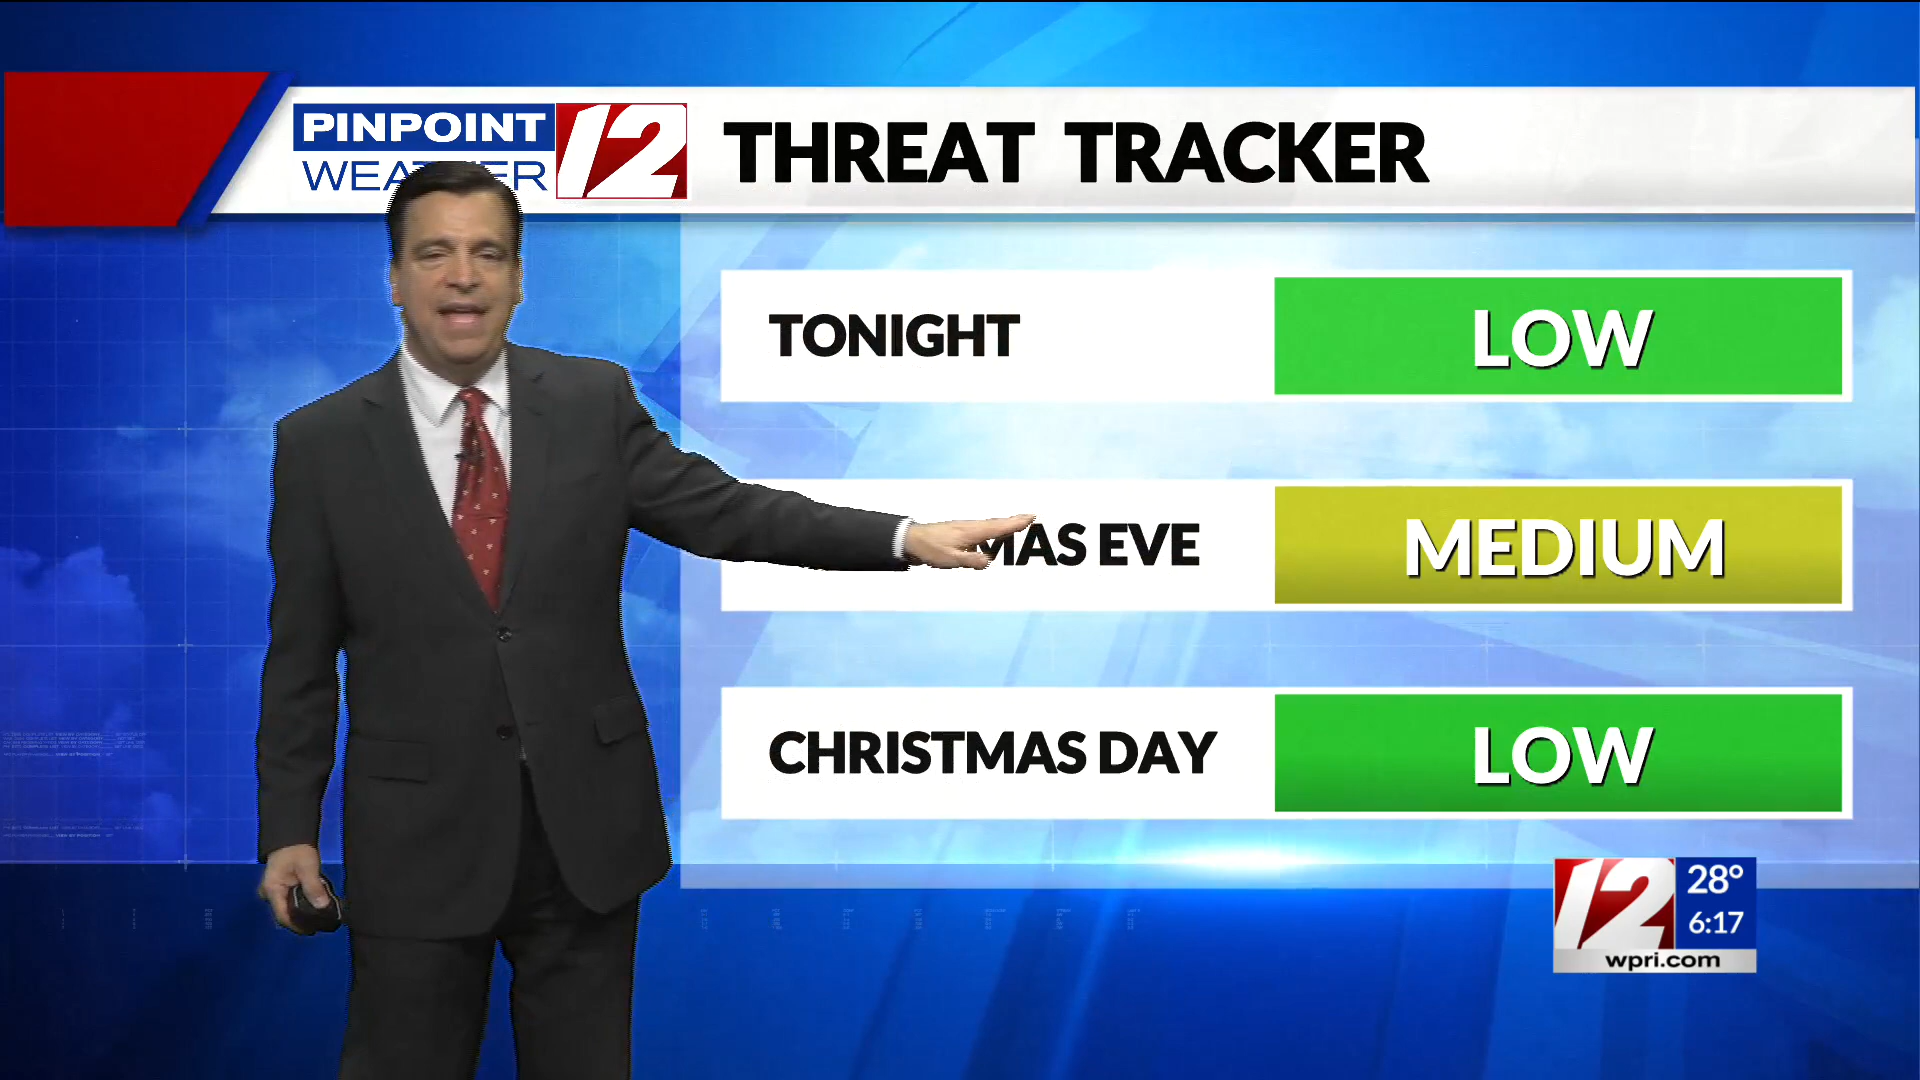 PINPOINT
WEA ER
12
THREAT TRACKER
TONIGHT
LOW
MAS EVE
MEDIUM
CHRISTMAS DAY
LOW
12
28°
6:17
wpri.com